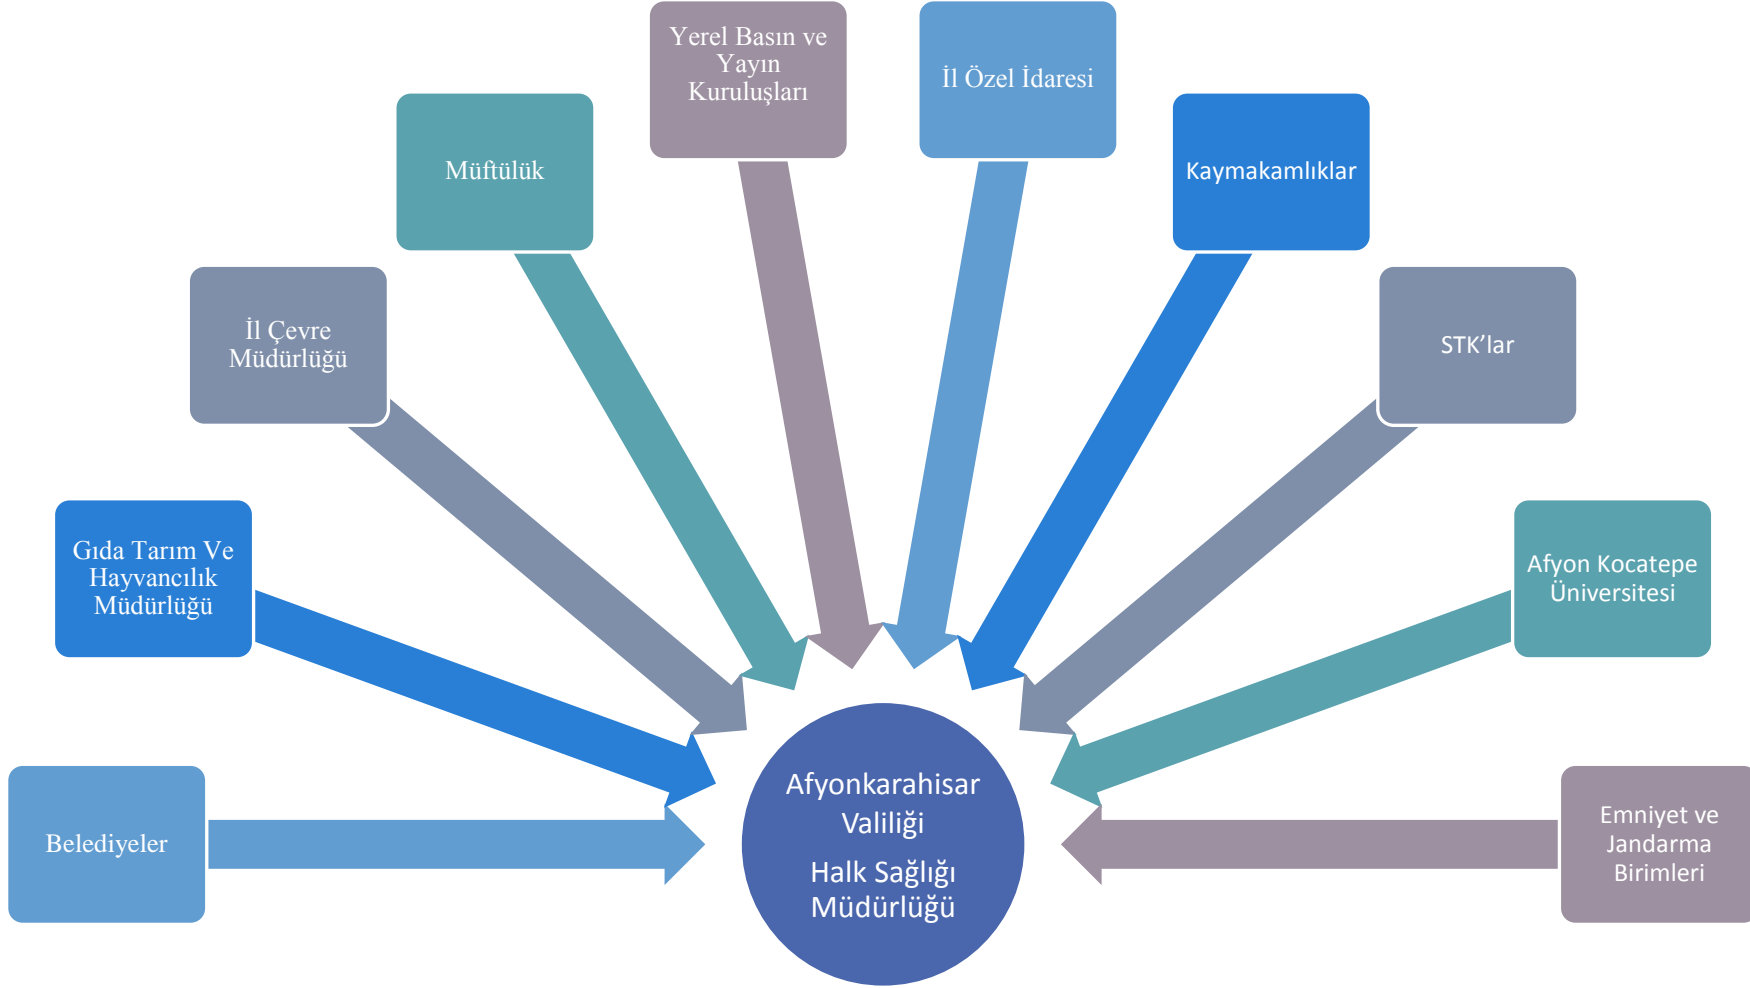 Yerel Basın ve
Yayın
Kuruluşları
İl Özel İdaresi
Müftülük
Kaymakamlıklar
İl Çevre
Müdürlüğü
STK'lar
Gıda Tarım Ve
Hayvancılık
Müdürlüğü
Afyon Kocatepe
Üniversitesi
Belediyeler
Afyonkarahisar
Valiliği
Halk Sağlığı
Müdürlüğü
Emniyet ve
Jandarma
Birimleri